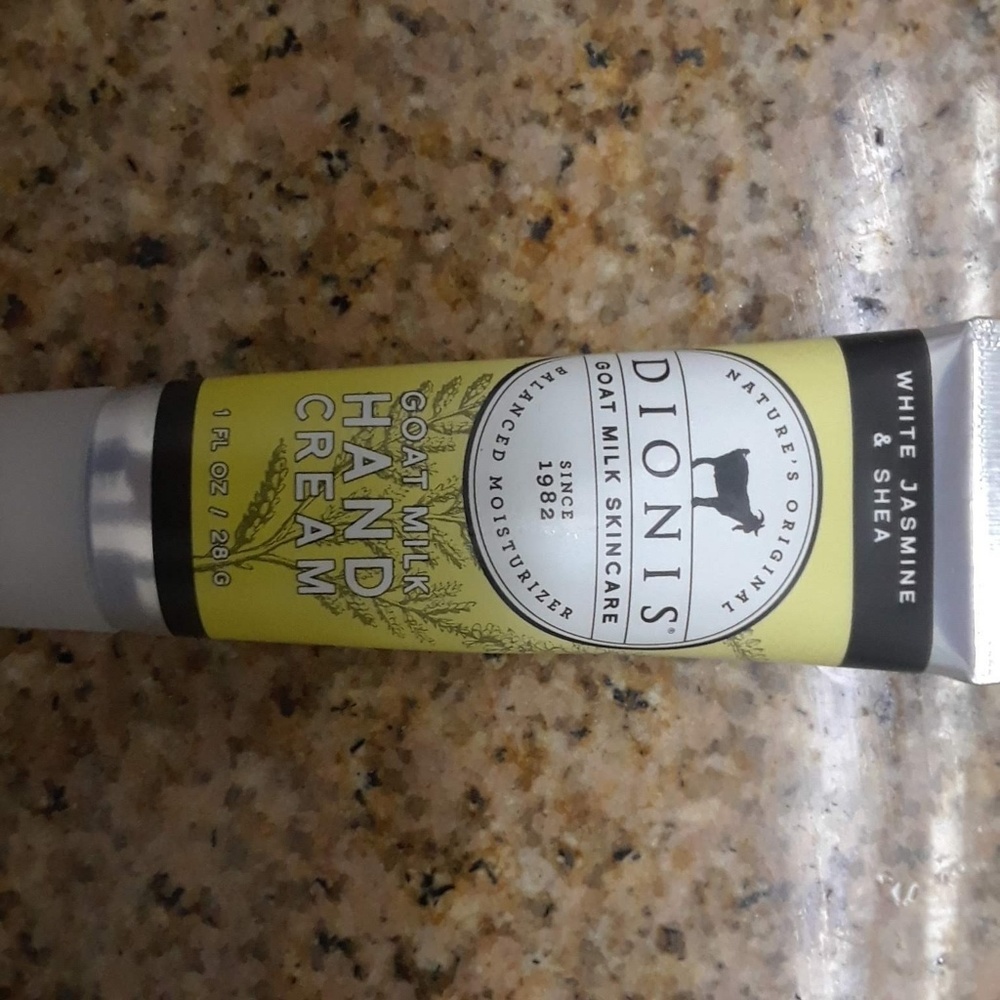 WHITE JASMINE
& SHEA
NATURE'S ORIGINAL
DIONIS®
GOAT MILK SKINCARE
SINCE
1982
BALANCED MOISTURIZER
GOAT MILK
HAND
CREAM
1 FL OZ / 28 G